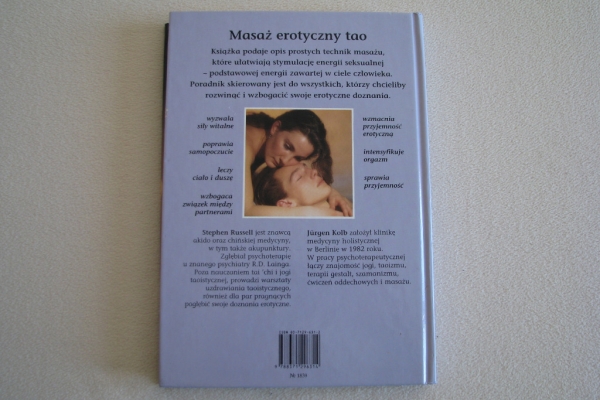 Masaż erotyczny tao
Książka podaje opis prostych technik masażu,
które ułatwiają stymulację energii seksualnej
– podstawowej energii zawartej w ciele człowieka.
Poradnik skierowany jest do wszystkich, którzy chcieliby
rozwinąć i wzbogacić swoje erotyczne doznania.
wyzwala
siły witalne
poprawia
samopoczucie
leczy
ciało i duszę
wzbogaca
związek między
partnerami
wzmacnia
przyjemność
erotyczną
intensyfikuje
orgazm
sprawia
przyjemność
Stephen Russell jest znawcą
akido oraz chińskiej medycyny,
w tym także akupunktury.
Zgłębiał psychoterapię
u znanego psychiatry R.D. Lainga.
Poza nauczaniem tai 'chi i jogi
taoistycznej, prowadzi warsztaty
uzdrawiania taoistycznego,
również dla par pragnących
pogłębić swoje doznania erotyczne.
Jürgen Kolb założył klinikę
medycyny holistycznej
w Berlinie w 1982 roku.
W pracy psychoterapeutycznej
łączy znajomość jogi, taoizmu,
terapii gestalt, szamanizmu,
ćwiczeń oddechowych i masażu.